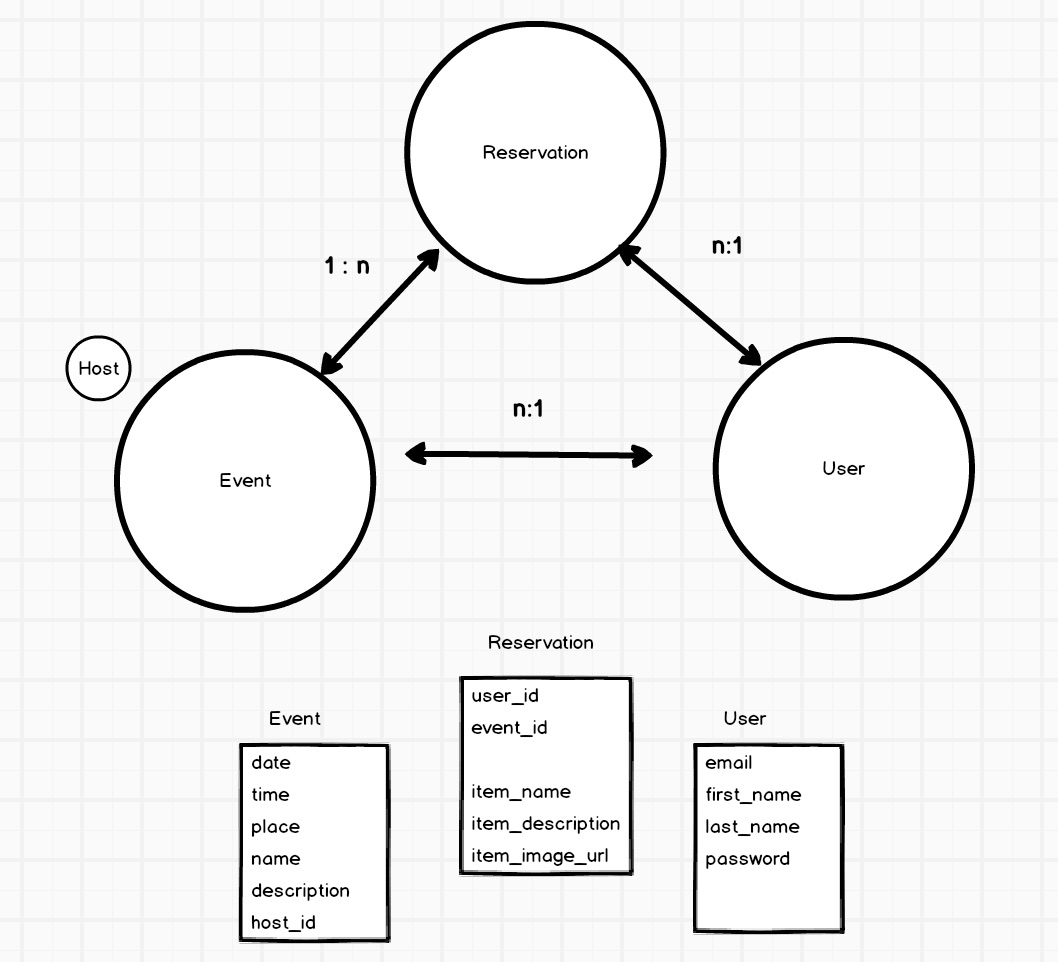 Reservation
n:1
1 : n
Host
n:1
Event
User
Reservation
user_id
event_id
item_name
item_description
item_image_url
Event
date
time
place
name
description
host_id
User
email
first_name
last_name
password